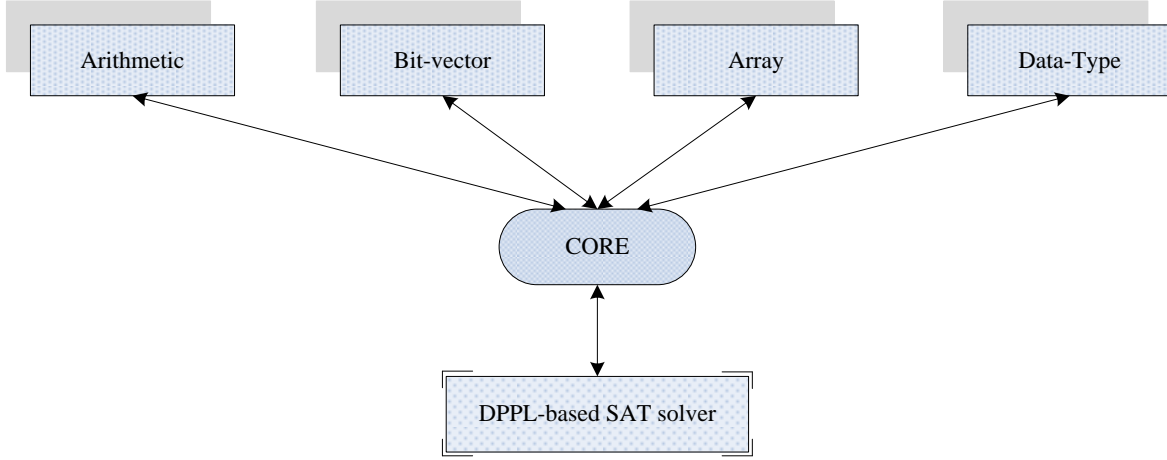 Arithmetic
Bit-vector
Array
Data-Type
CORE
DPPL-based SAT solver